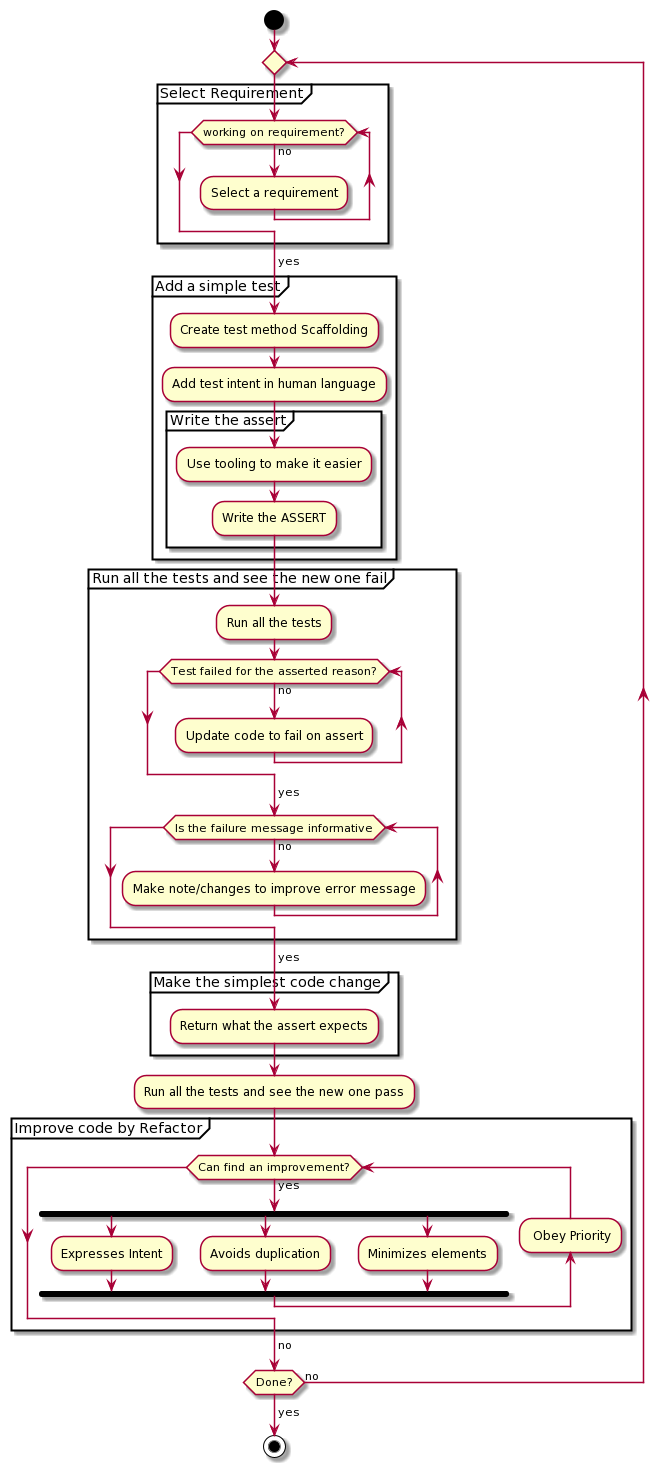 Select Requirement
working on requirement?
no
Select a requirement
yes
Add a simple test
Create test method Scaffolding
Add test intent in human language
Write the assert
Use tooling to make it easier
Write the ASSERT
Run all the tests and see the new one fail
Run all the tests
Test failed for the asserted reason?
no
Update code to fail on assert
yes
Is the failure message informative
no
Make note/changes to improve error message
yes
Make the simplest code change
Return what the assert expects
Run all the tests and see the new one pass
Improve code by Refactor
Can find an improvement?
yes
Expresses Intent
Avoids duplication
Minimizes elements
Obey Priority
no
Done?
no
yes